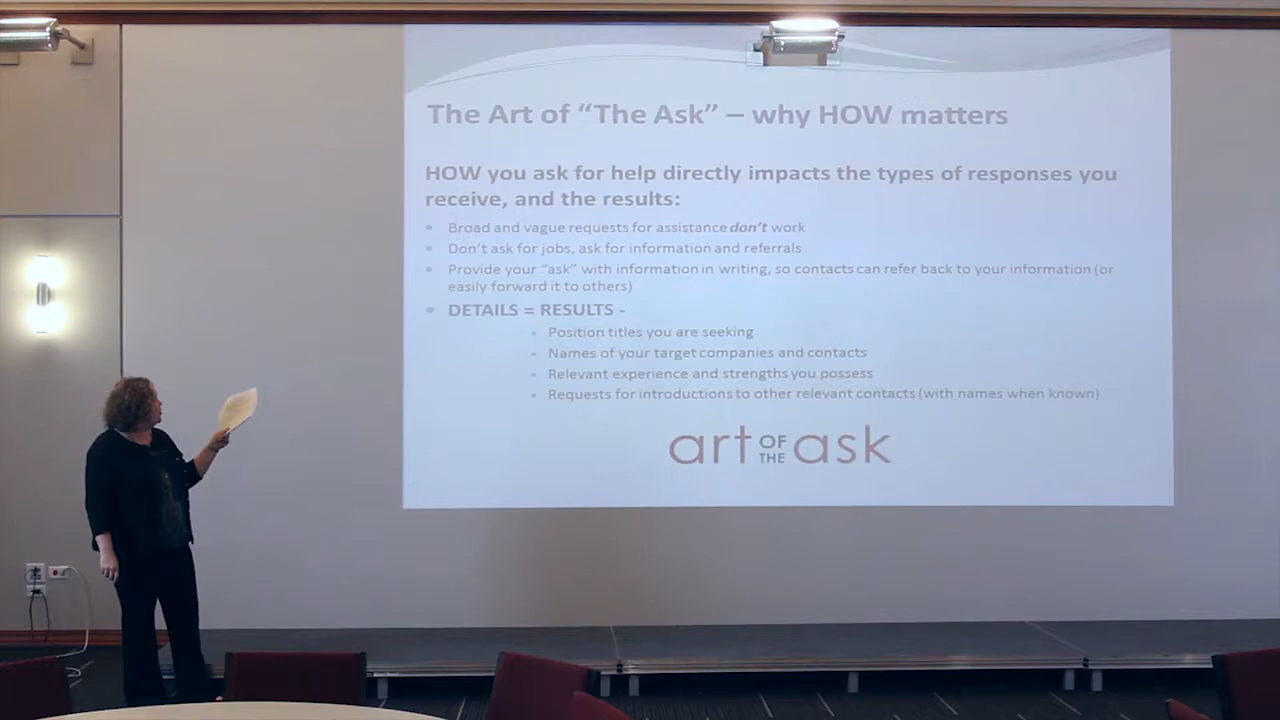 The Art of “The Ask” – why HOW matters
HOW you ask for help directly impacts the types of responses you
receive, and the results:
• Broad and vague requests for assistance don’t work
• Don’t ask for jobs, ask for information and referrals
• Provide your “ask” with information in writing, so contacts can refer back to your information (or
easily forward it to others)
• DETAILS = RESULTS -
• Position titles you are seeking
• Names of your target companies and contacts
• Relevant experience and strengths you possess
• Requests for introductions to other relevant contacts (with names when known)
art OF THE ask